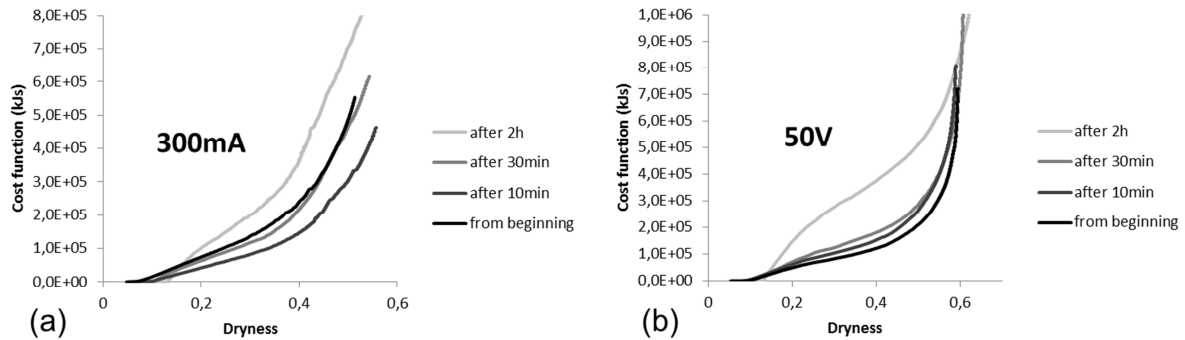 8,0E+05
7,0E+05
6,0E+05
5,0E+05
4,0E+05
3,0E+05
2,0E+05
1,0E+05
0,0E+00
Cost function (kJs)
300mA
0
0,2
0,4
0,6
Dryness
after 2h
after 30min
after 10min
from beginning
(a)
1,0E+06
9,0E+05
8,0E+05
7,0E+05
6,0E+05
5,0E+05
4,0E+05
3,0E+05
2,0E+05
1,0E+05
0,0E+00
Cost function (kJs)
50V
0
0,2
0,4
0,6
Dryness
after 2h
after 30min
after 10min
from beginning
(b)